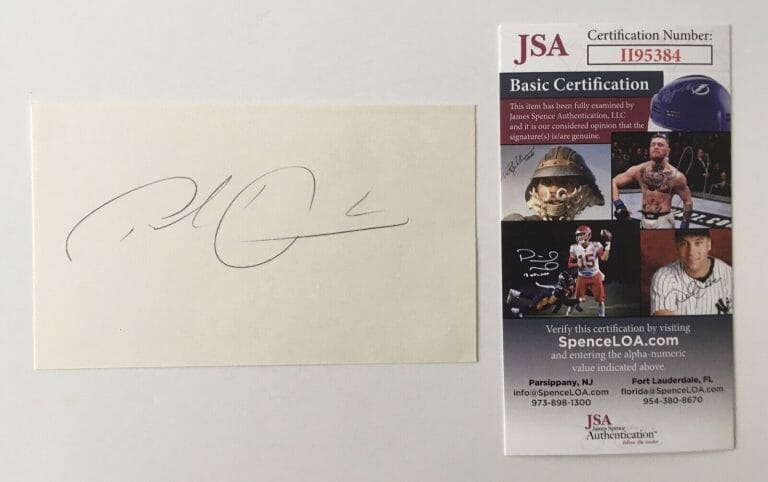 JSA
Certification Number:
II95384
Basic Certification
This item has been fully examined by
James Spence Authentication, LLC
and it is our considered opinion that the
signature(s) is/are genuine.
15
Verify this certification by visiting
SpenceLOA.com
and entering the alpha-numeric
value indicated above.
Parsippany, NJ
info@SpenceLOA.com
973-898-1300
Fort Lauderdale, FL
florida@SpenceLOA.com
954-380-8670
JSA
James Spence
Authentication